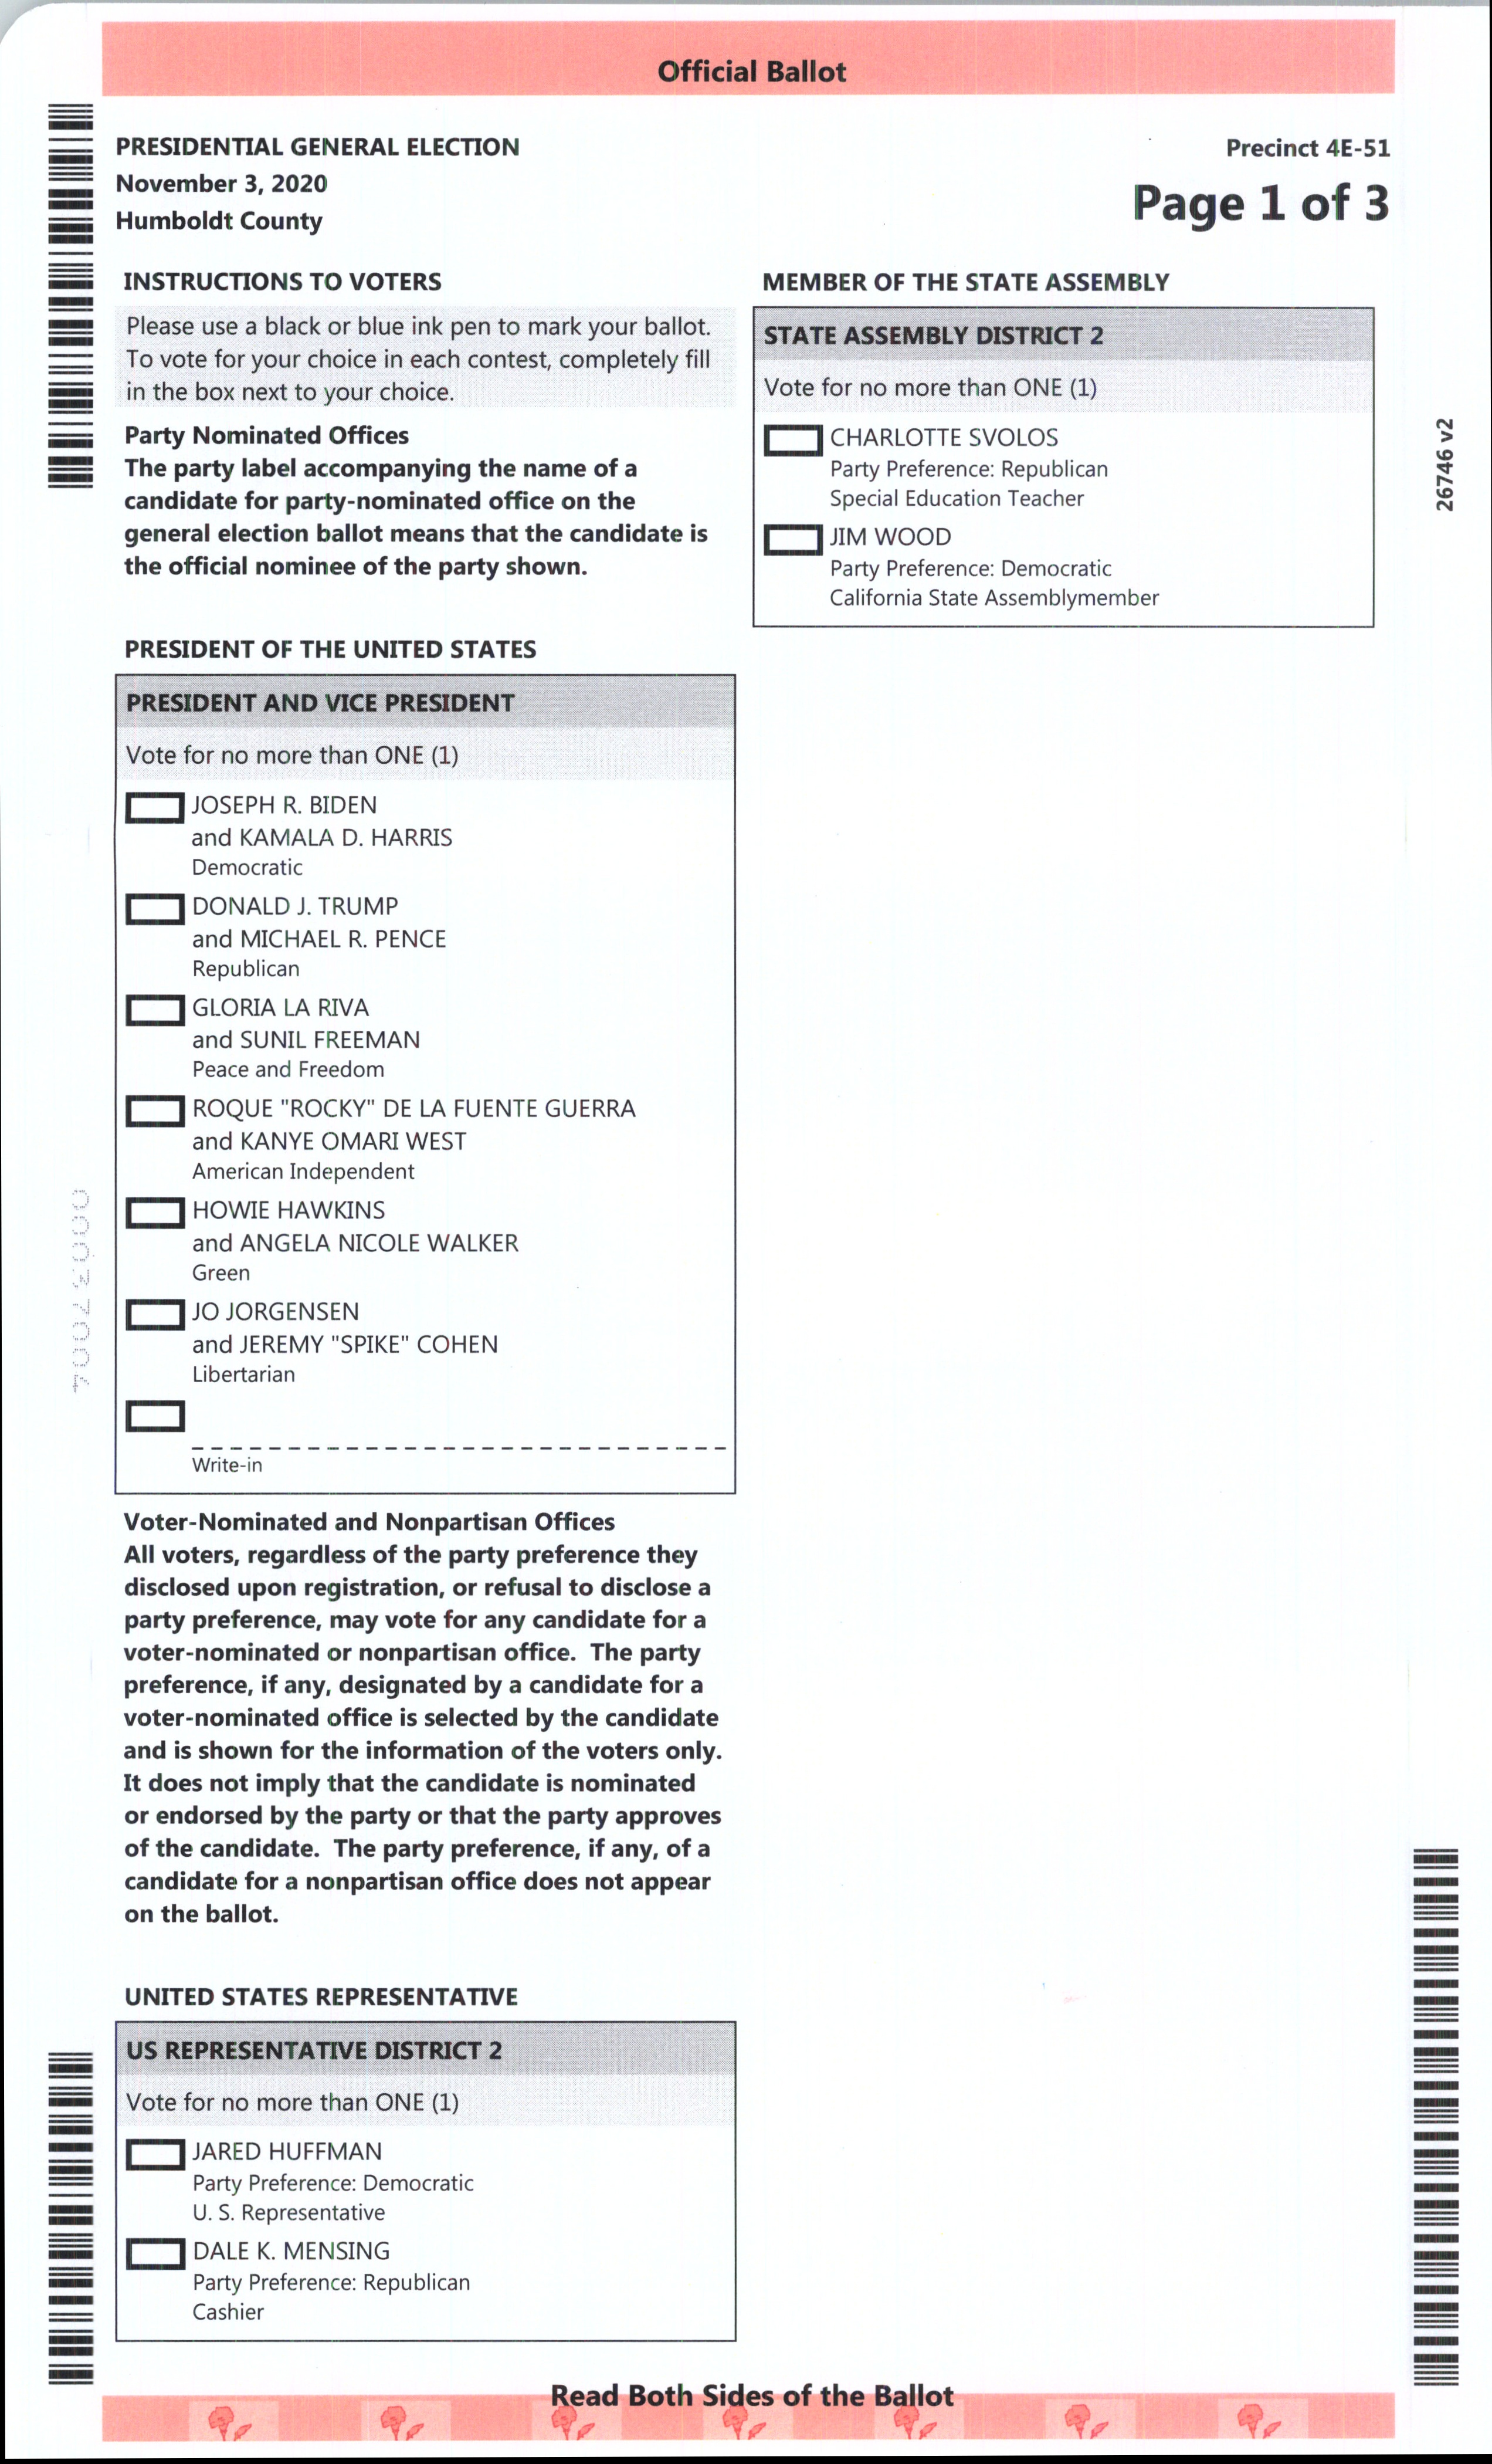 Official Ballot
PRESIDENTIAL GENERAL ELECTION
November 3, 2020
Humboldt County
Precinct 4E-51
Page 1 of 3
INSTRUCTIONS TO VOTERS
Please use a black or blue ink pen to mark your ballot.
To vote for your choice in each contest, completely fill
in the box next to your choice.
Party Nominated Offices
The party label accompanying the name of a
candidate for party-nominated office on the
general election ballot means that the candidate is
the official nominee of the party shown.
PRESIDENT OF THE UNITED STATES
PRESIDENT AND VICE PRESIDENT
Vote for no more than ONE (1)
JOSEPH R. BIDEN
and KAMALA D. HARRIS
Democratic
DONALD J. TRUMP
and MICHAEL R. PENCE
Republican
GLORIA LA RIVA
and SUNIL FREEMAN
Peace and Freedom
ROQUE "ROCKY" DE LA FUENTE GUERRA
and KANYE OMARI WEST
American Independent
HOWIE HAWKINS
and ANGELA NICOLE WALKER
Green
JO JORGENSEN
and JEREMY "SPIKE" COHEN
Libertarian
Write-in
Voter-Nominated and Nonpartisan Offices
All voters, regardless of the party preference they
disclosed upon registration, or refusal to disclose a
party preference, may vote for any candidate for a
voter-nominated or nonpartisan office. The party
preference, if any, designated by a candidate for a
voter-nominated office is selected by the candidate
and is shown for the information of the voters only.
It does not imply that the candidate is nominated
or endorsed by the party or that the party approves
of the candidate. The party preference, if any, of a
candidate for a nonpartisan office does not appear
on the ballot.
UNITED STATES REPRESENTATIVE
US REPRESENTATIVE DISTRICT 2
Vote for no more than ONE (1)
JARED HUFFMAN
Party Preference: Democratic
U. S. Representative
DALE K. MENSING
Party Preference: Republican
Cashier
MEMBER OF THE STATE ASSEMBLY
STATE ASSEMBLY DISTRICT 2
Vote for no more than ONE (1)
CHARLOTTE SVOLOS
Party Preference: Republican
Special Education Teacher
JIM WOOD
Party Preference: Democratic
California State Assemblymember
26746 v2
Read Both Sides of the Ballot